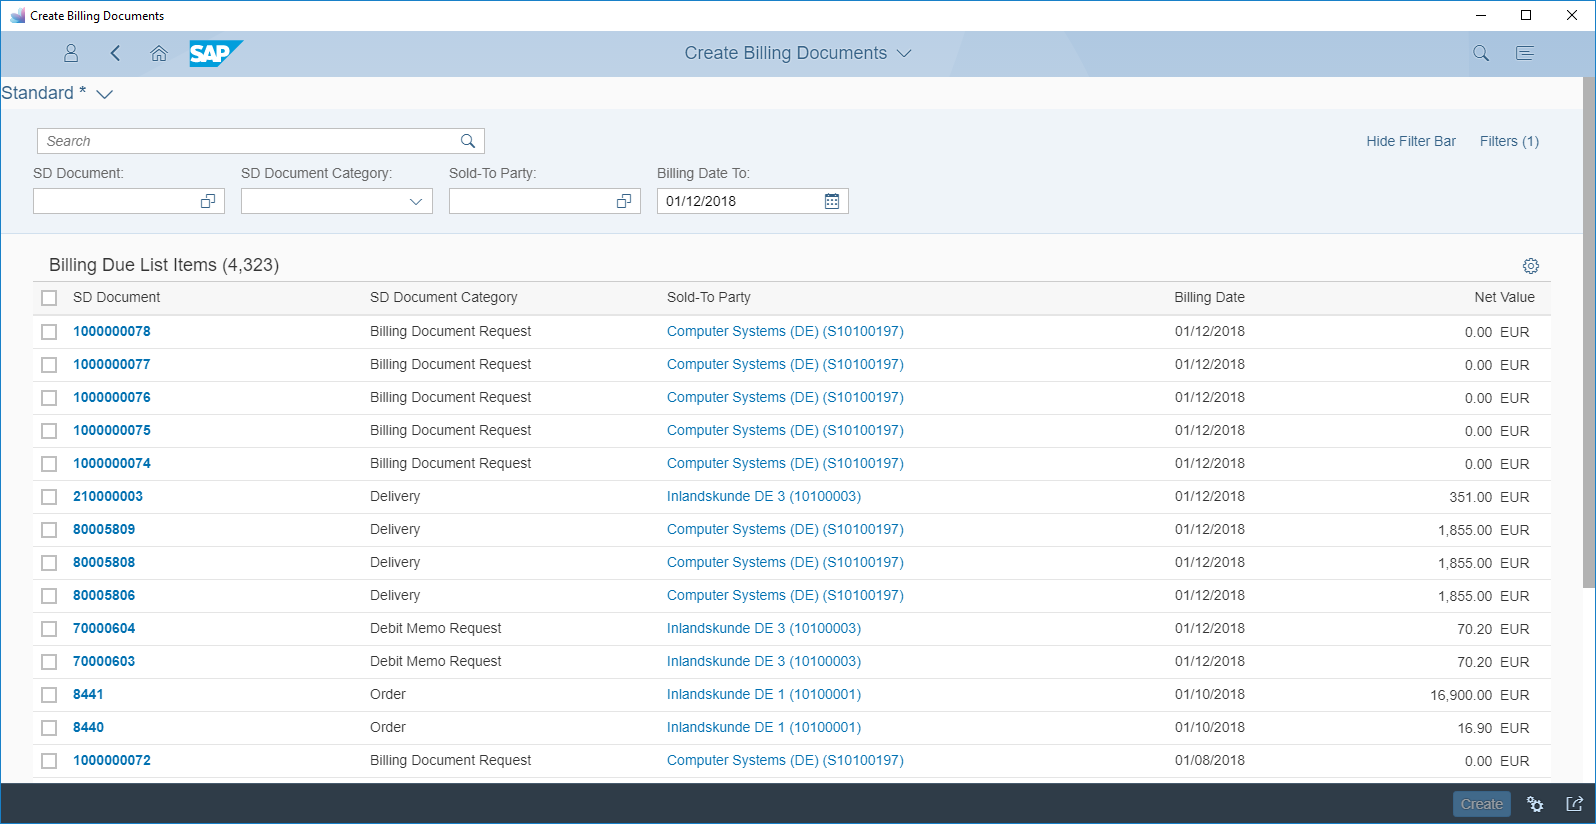 Create Billing Documents
SAP Create Billing Documents
Standard *
Search Hide Filter Bar Filters (1)
SD Document: SD Document Category: Sold-To Party: Billing Date To:
01/12/2018
Billing Due List Items (4,323)
SD Document SD Document Category Sold-To Party Billing Date Net Value
1000000078 Billing Document Request Computer Systems (DE) (S10100197) 01/12/2018 0.00 EUR
1000000077 Billing Document Request Computer Systems (DE) (S10100197) 01/12/2018 0.00 EUR
1000000076 Billing Document Request Computer Systems (DE) (S10100197) 01/12/2018 0.00 EUR
1000000075 Billing Document Request Computer Systems (DE) (S10100197) 01/12/2018 0.00 EUR
1000000074 Billing Document Request Computer Systems (DE) (S10100197) 01/12/2018 0.00 EUR
210000003 Delivery Inlandskunde DE 3 (10100003) 01/12/2018 351.00 EUR
80005809 Delivery Computer Systems (DE) (S10100197) 01/12/2018 1,855.00 EUR
80005808 Delivery Computer Systems (DE) (S10100197) 01/12/2018 1,855.00 EUR
80005806 Delivery Computer Systems (DE) (S10100197) 01/12/2018 1,855.00 EUR
70000604 Debit Memo Request Inlandskunde DE 3 (10100003) 01/12/2018 70.20 EUR
70000603 Debit Memo Request Inlandskunde DE 3 (10100003) 01/12/2018 70.20 EUR
8441 Order Inlandskunde DE 1 (10100001) 01/10/2018 16,900.00 EUR
8440 Order Inlandskunde DE 1 (10100001) 01/10/2018 16.90 EUR
1000000072 Billing Document Request Computer Systems (DE) (S10100197) 01/08/2018 0.00 EUR
Create